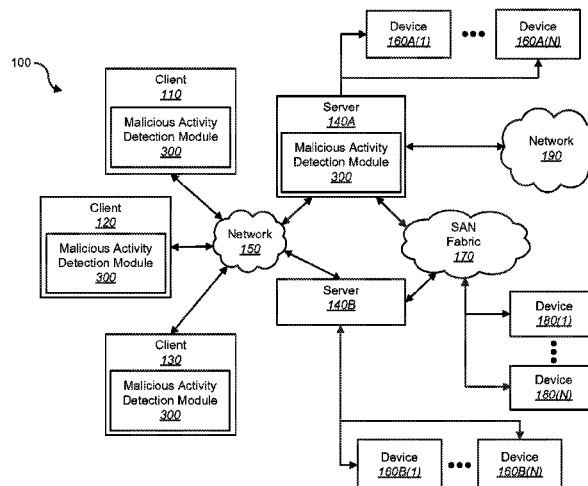 100
Client
110
Malicious Activity
Detection Module
300
Client
120
Malicious Activity
Detection Module
300
Client
130
Malicious Activity
Detection Module
300
Network
150
Server
140A
Malicious Activity
Detection Module
300
Server
140B
Device
160A(1)
Device
160A(N)
Network
190
SAN
Fabric
170
Device
180(1)
Device
180(N)
Device
160B(1)
Device
160B(N)